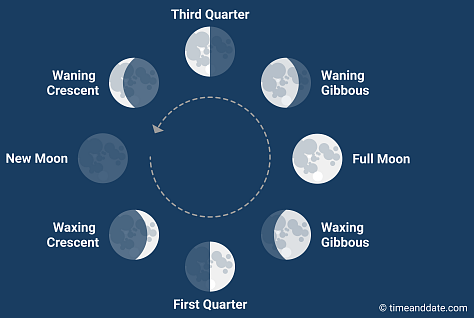 Third Quarter
Waning
Crescent
Waning
Gibbous
New Moon
Full Moon
Waxing
Crescent
Waxing
Gibbous
First Quarter
© timeanddate.com